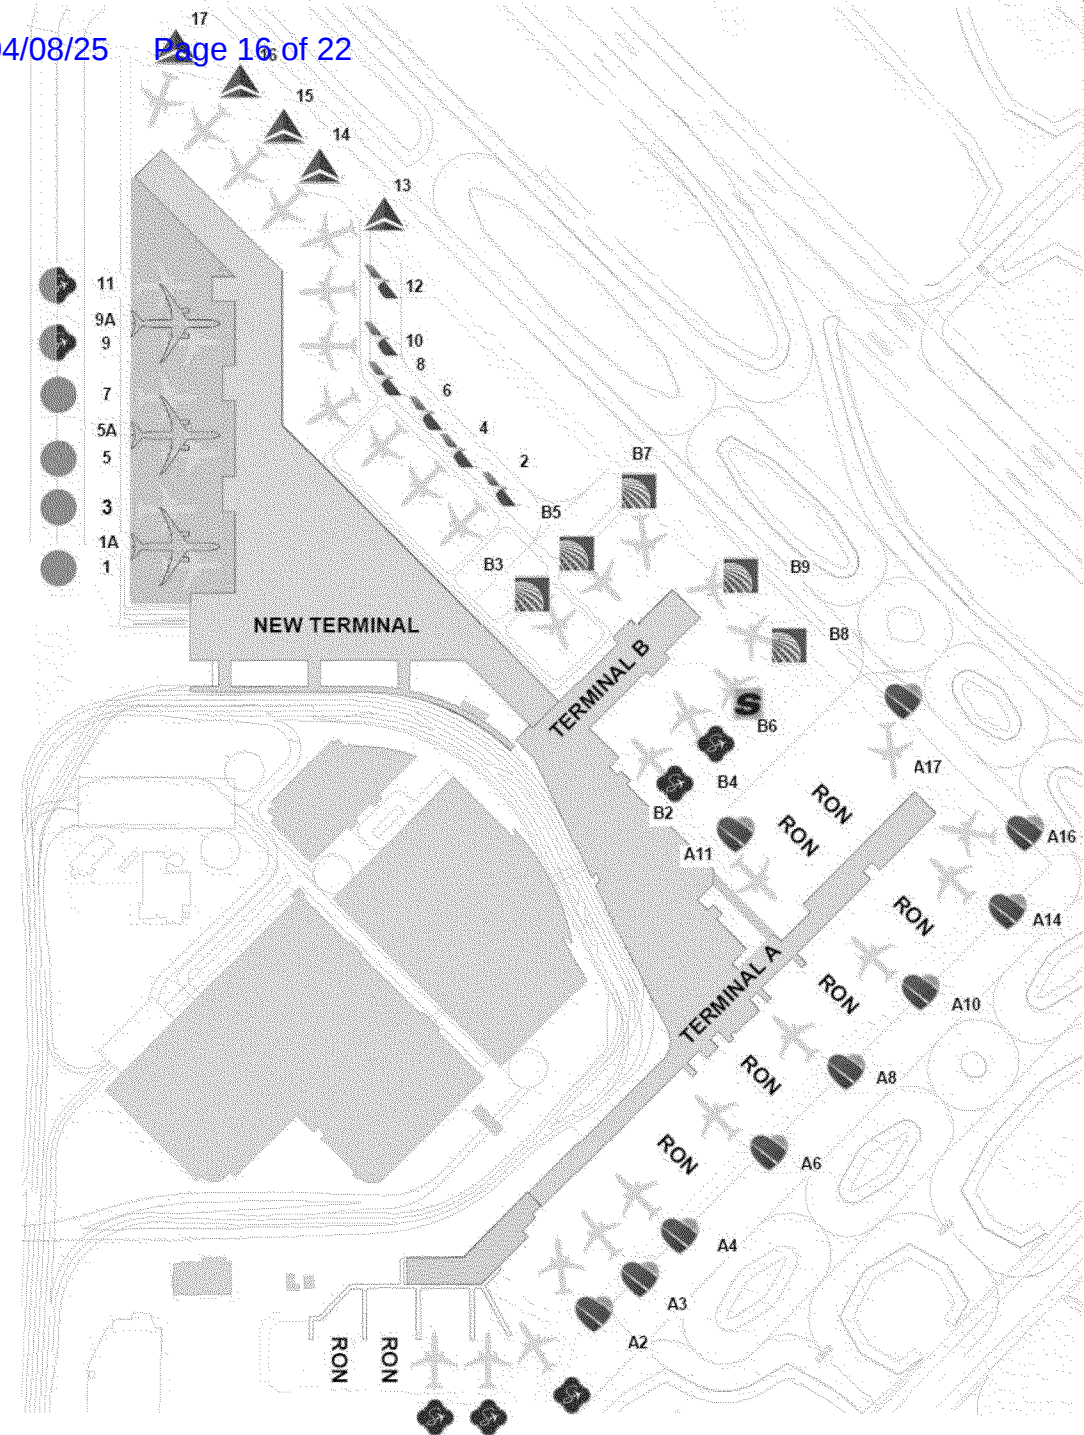 17
04/08/25 Page 16 of 22
16
15
14
13
11
12
9A
9
10
8
7
6
5A
4
5
2
B7
3
B5
1A
B3
1
B9
NEW TERMINAL
B8
TERMINAL B
S
B6
A17
B4
RON
B2
RON
A11
A16
RON
A14
TERMINAL A
RON
A10
RON
A8
RON
A6
A4
A3
A2
RON
RON